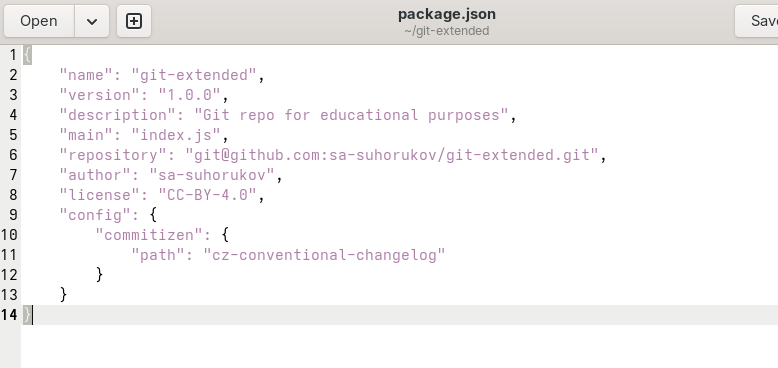 Open
package.json
~/git-extended
Save
1 {
2     "name": "git-extended",
3     "version": "1.0.0",
4     "description": "Git repo for educational purposes",
5     "main": "index.js",
6     "repository": "git@github.com:sa-suhorukov/git-extended.git",
7     "author": "sa-suhorukov",
8     "license": "CC-BY-4.0",
9     "config": {
10         "commitizen": {
11             "path": "cz-conventional-changelog"
12         }
13     }
14 }